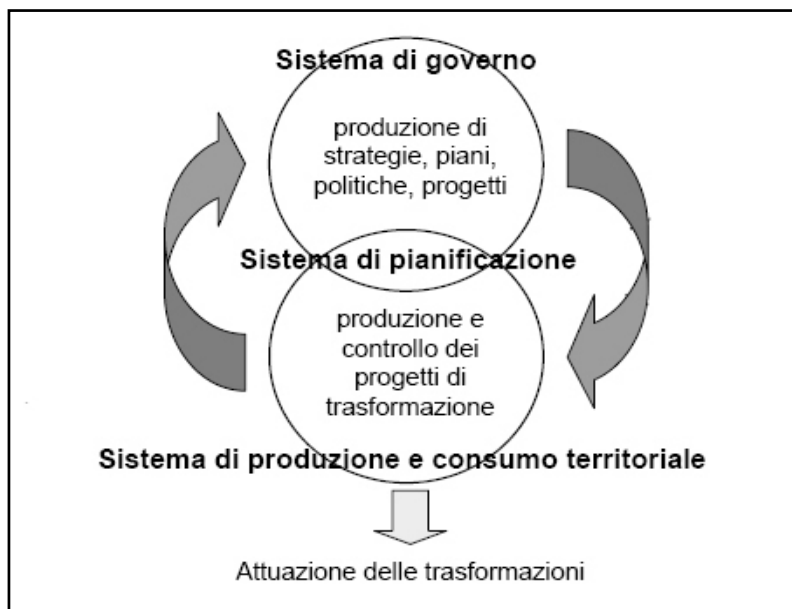 Sistema di governo
produzione di
strategie, piani,
politiche, progetti
Sistema di pianificazione
produzione e
controllo dei
progetti di
trasformazione
Sistema di produzione e consumo territoriale
Attuazione delle trasformazioni